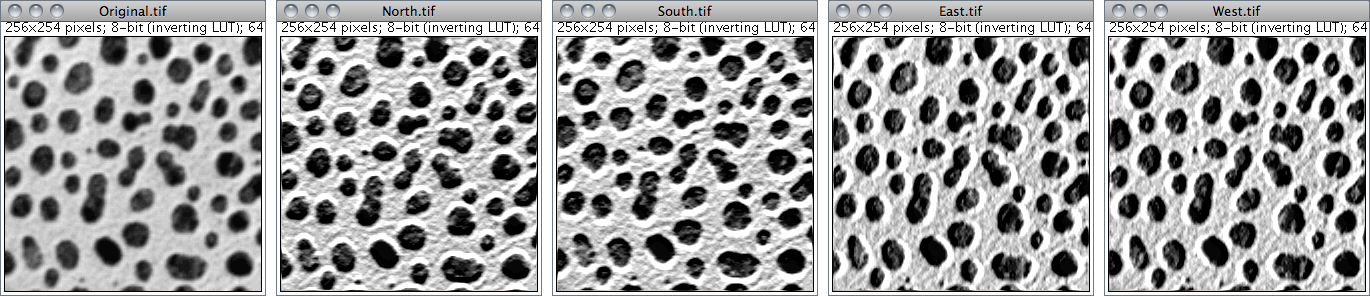 Original.tif
256x254 pixels; 8-bit (inverting LUT); 64
North.tif
256x254 pixels; 8-bit (inverting LUT); 64
South.tif
256x254 pixels; 8-bit (inverting LUT); 64
East.tif
256x254 pixels; 8-bit (inverting LUT); 64
West.tif
256x254 pixels; 8-bit (inverting LUT); 64